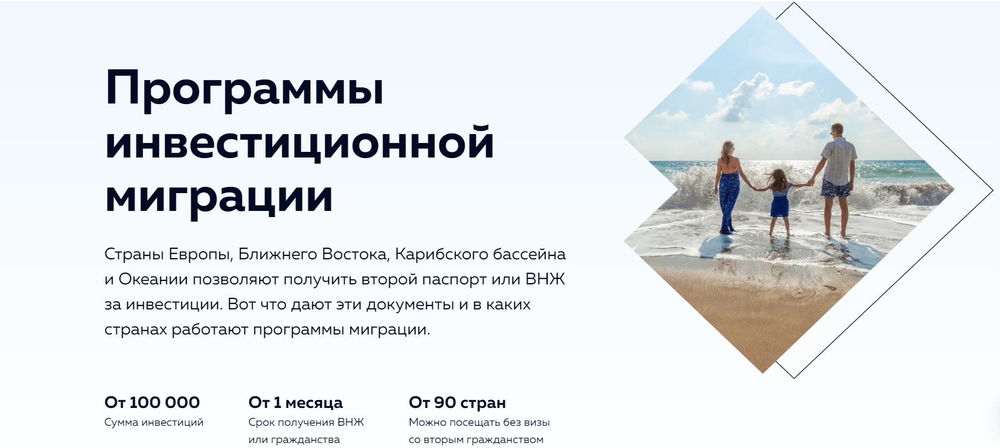 Программы
инвестиционной
миграции
Страны Европы, Ближнего Востока, Карибского бассейна
и Океании позволяют получить второй паспорт или ВНЖ
за инвестиции. Вот что дают эти документы и в каких
странах работают программы миграции.
От 100 000
Сумма инвестиций
От 1 месяца
Срок получения ВНЖ
или гражданства
От 90 стран
Можно посещать без визы
со вторым гражданством